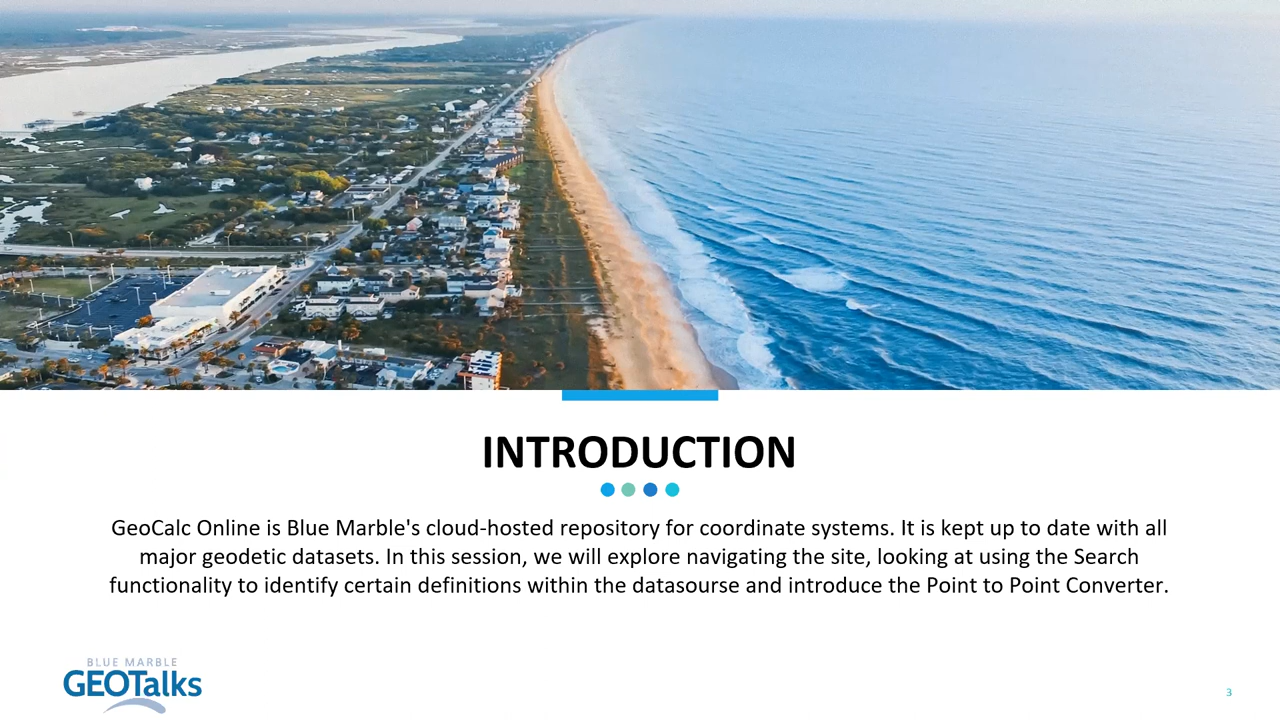 INTRODUCTION
GeoCalc Online is Blue Marble's cloud-hosted repository for coordinate systems. It is kept up to date with all
major geodetic datasets. In this session, we will explore navigating the site, looking at using the Search
functionality to identify certain definitions within the datasourse and introduce the Point to Point Converter.
BLUE MARBLE
GEOTalks
3